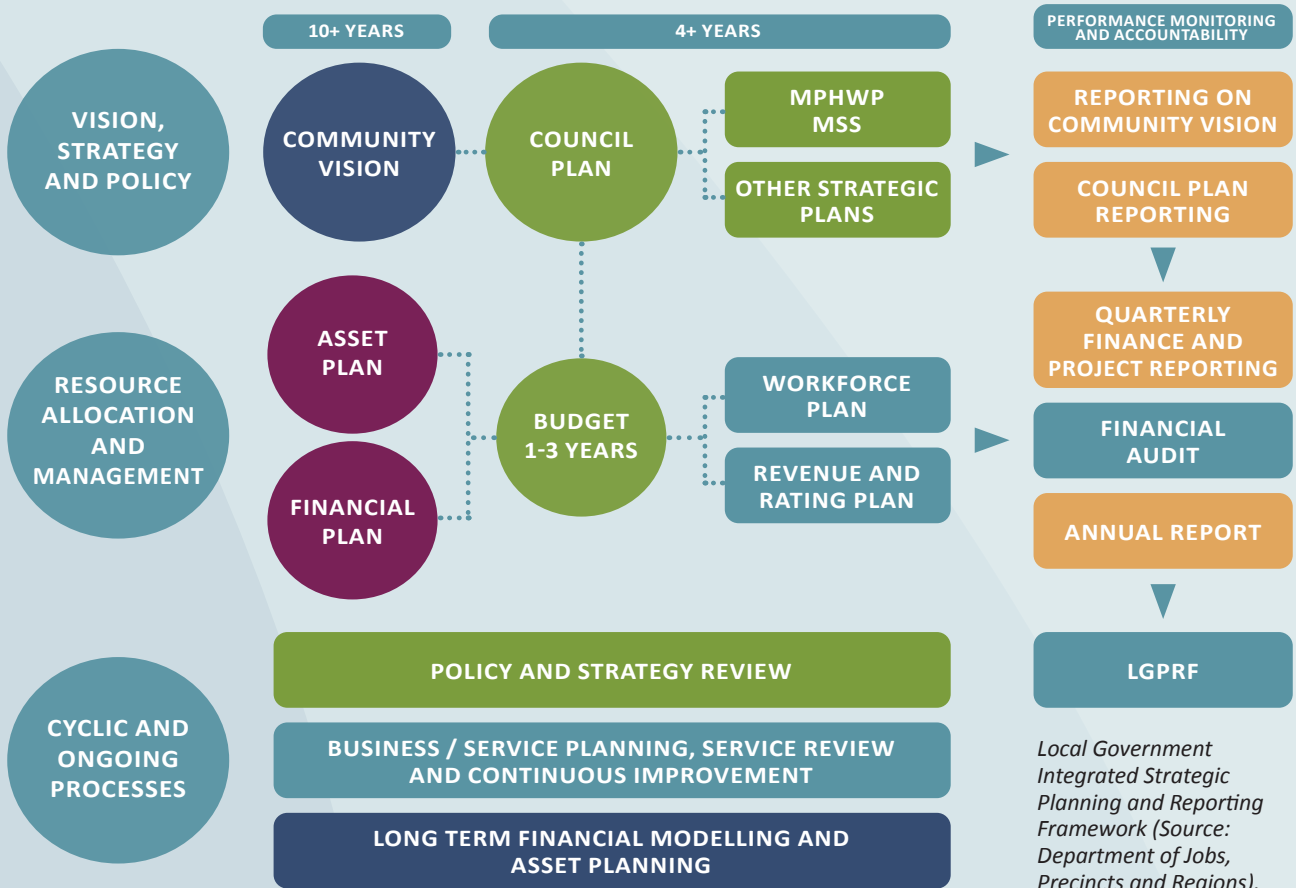 10+ YEARS
4+ YEARS
PERFORMANCE MONITORING
AND ACCOUNTABILITY
VISION,
STRATEGY
AND POLICY
COMMUNITY
VISION
COUNCIL
PLAN
MPHWP
MSS
OTHER STRATEGIC
PLANS
REPORTING ON
COMMUNITY VISION
COUNCIL PLAN
REPORTING
RESOURCE
ALLOCATION
AND
MANAGEMENT
ASSET
PLAN
FINANCIAL
PLAN
BUDGET
1-3 YEARS
WORKFORCE
PLAN
REVENUE AND
RATING PLAN
QUARTERLY
FINANCE AND
PROJECT REPORTING
FINANCIAL
AUDIT
ANNUAL REPORT
CYCLIC AND
ONGOING
PROCESSES
POLICY AND STRATEGY REVIEW
BUSINESS / SERVICE PLANNING, SERVICE REVIEW
AND CONTINUOUS IMPROVEMENT
LONG TERM FINANCIAL MODELLING AND
ASSET PLANNING
LGPRF
Local Government
Integrated Strategic
Planning and Reporting
Framework (Source:
Department of Jobs,
Precincts and Regions).